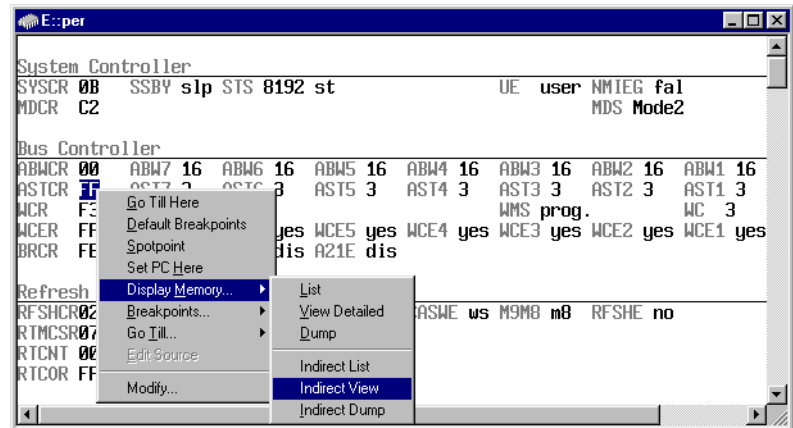 E::per
System Controller
SYSCR 0B SSBY slp STS 8192 st UE user NMIEG fal
MDCR C2 MDS Mode2
Bus Controller
ABWCR 00 ABW7 16 ABW6 16 ABW5 16 ABW4 16 ABW3 16 ABW2 16 ABW1 16
ASTCR FF AST7 3 AST6 3 AST5 3 AST4 3 AST3 3 AST2 3 AST1 3
WCR F3 WMS prog. WC 3
WCER FF yes WCE5 yes WCE4 yes WCE3 yes WCE2 yes WCE1 yes
BRCR FE dis A21E dis
Refresh
RFSHCR02 CASWE ws M9M8 m8 RFSHE no
RTMCSR07
RTCNT 00
RTCOR FF
Go Till Here
Default Breakpoints
Spotpoint
Set PC Here
Display Memory...
Breakpoints...
Go Till...
Edit Source
Modify...
List
View Detailed
Dump
Indirect List
Indirect View
Indirect Dump